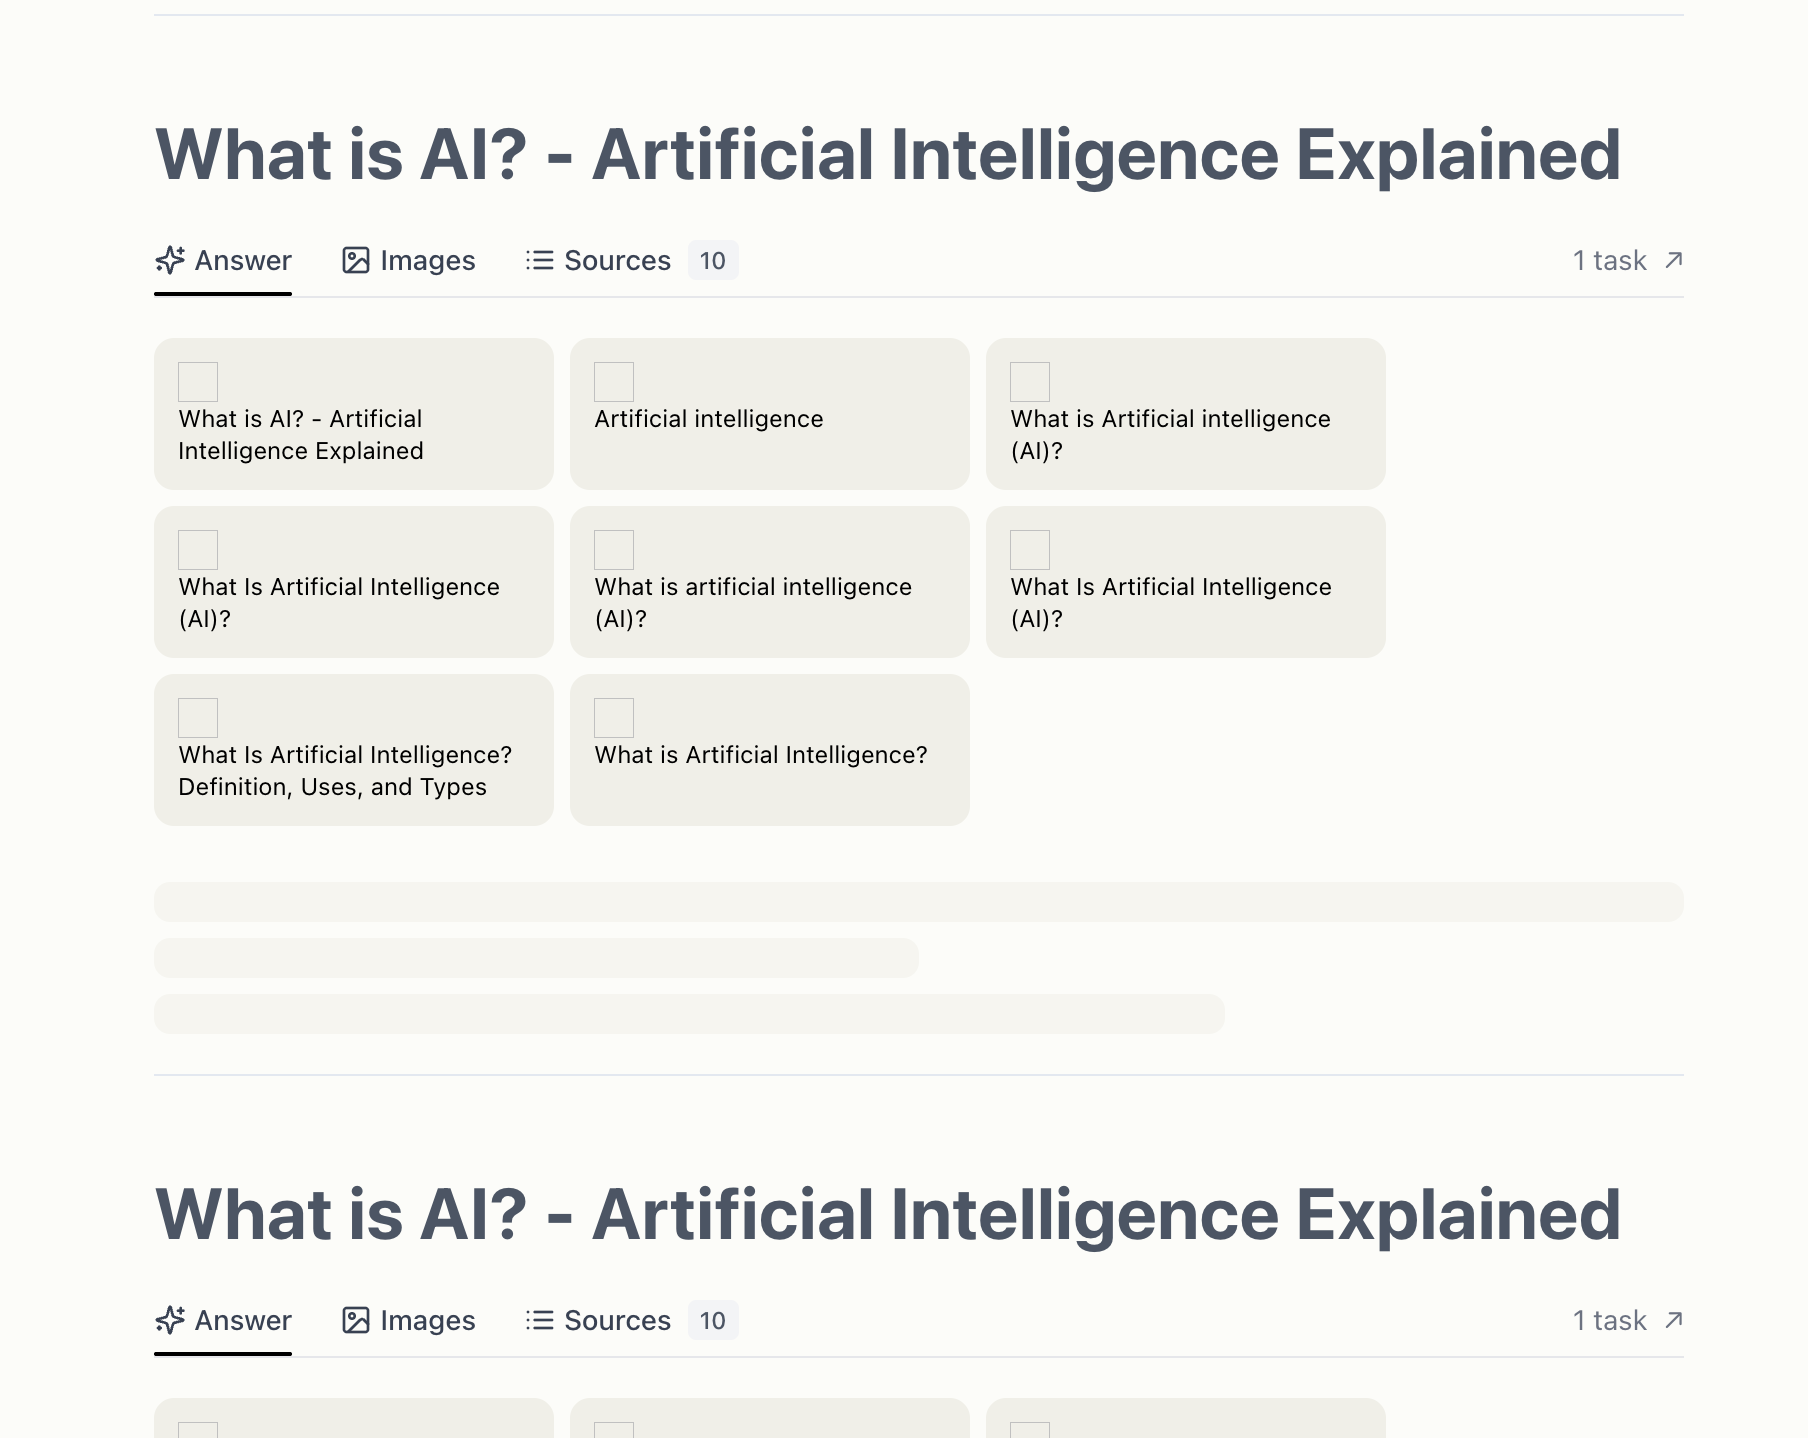 What is AI? - Artificial Intelligence Explained
Answer
Images
Sources 10
1 task
What is AI? - Artificial
Intelligence Explained
Artificial intelligence
What is Artificial intelligence
(AI)?
What Is Artificial Intelligence
(AI)?
What is artificial intelligence
(AI)?
What Is Artificial Intelligence
(AI)?
What Is Artificial Intelligence?
Definition, Uses, and Types
What is Artificial Intelligence?
What is AI? - Artificial Intelligence Explained
Answer
Images
Sources 10
1 task